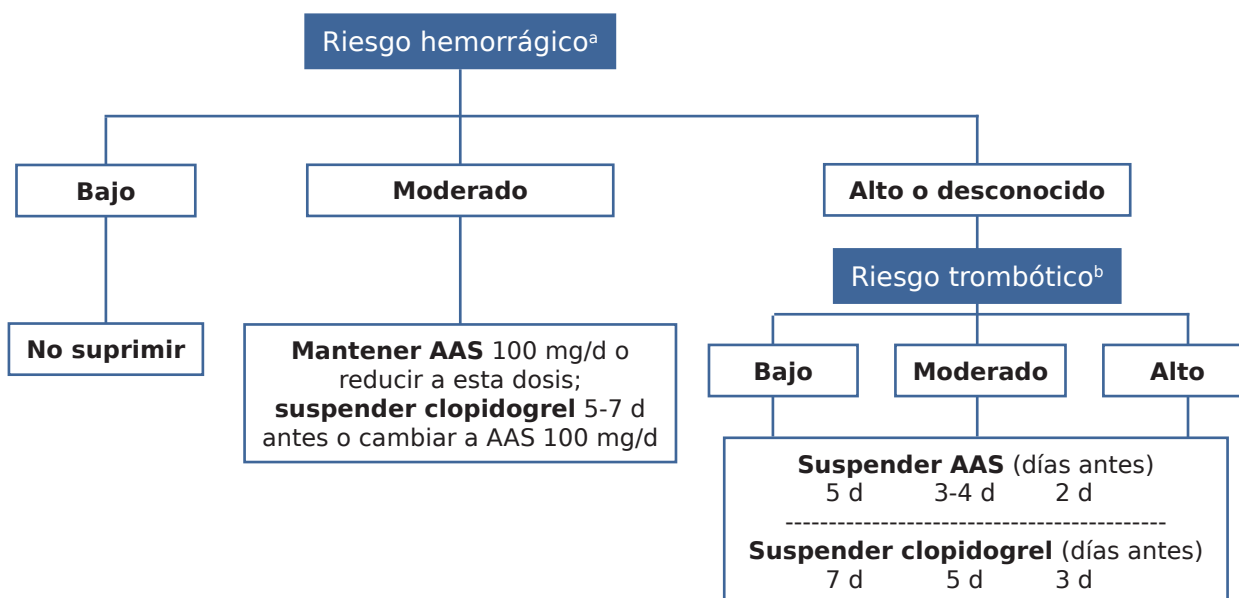 Riesgo hemorrágicoᵃ
Bajo
Moderado
Alto o desconocido
Riesgo trombóticoᵇ
No suprimir
Mantener AAS 100 mg/d o
reducir a esta dosis;
suspender clopidogrel 5-7 d
antes o cambiar a AAS 100 mg/d
Bajo
Moderado
Alto
Suspender AAS (días antes)
5 d 3-4 d 2 d
--------------------------------------------
Suspender clopidogrel (días antes)
7 d 5 d 3 d